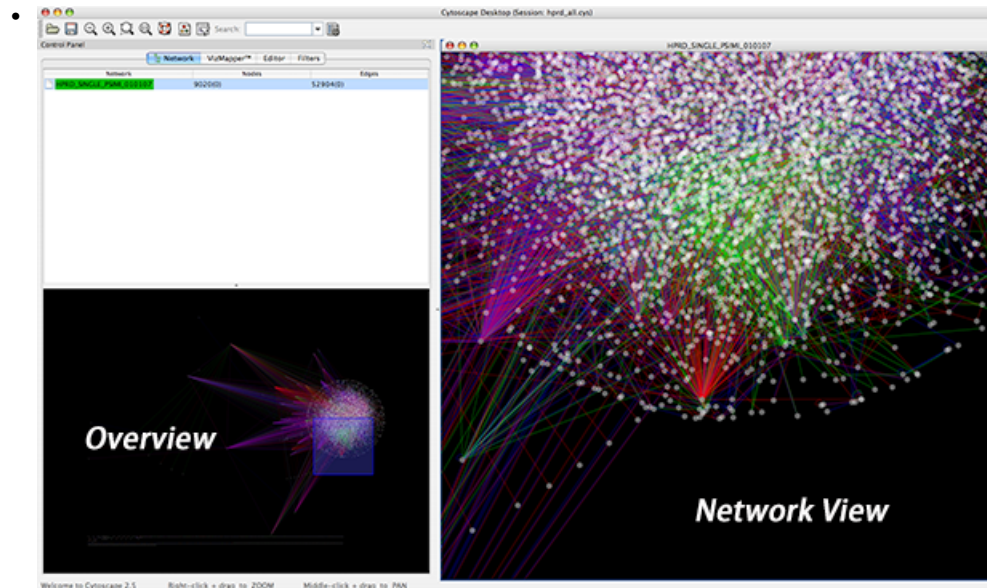 Cytoscape Desktop (Session: hprd_all.cys)
Search:
Control Panel
Network VizMapper™ Editor Filters
Network Nodes Edges
HPRD_SINGLE_PSIMI_010107 9020(0) 52904(0)
HPRD_SINGLE_PSIMI_010107
Overview
Network View
Welcome to Cytoscape 2.5 Right-click + drag to ZOOM Middle-click + drag to PAN